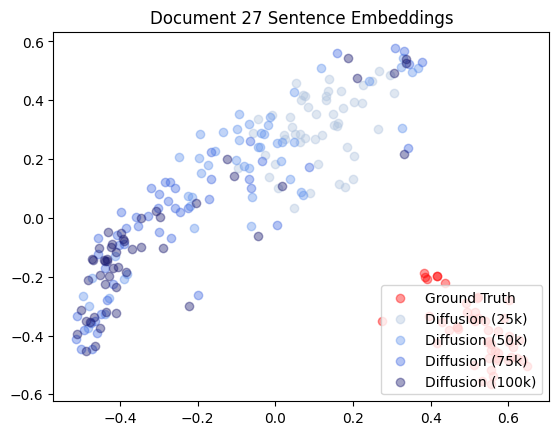 Document 27 Sentence Embeddings
0.6
0.4
0.2
0.0
−0.2
−0.4
−0.6
Ground Truth
Diffusion (25k)
Diffusion (50k)
Diffusion (75k)
Diffusion (100k)
−0.4 −0.2 0.0 0.2 0.4 0.6